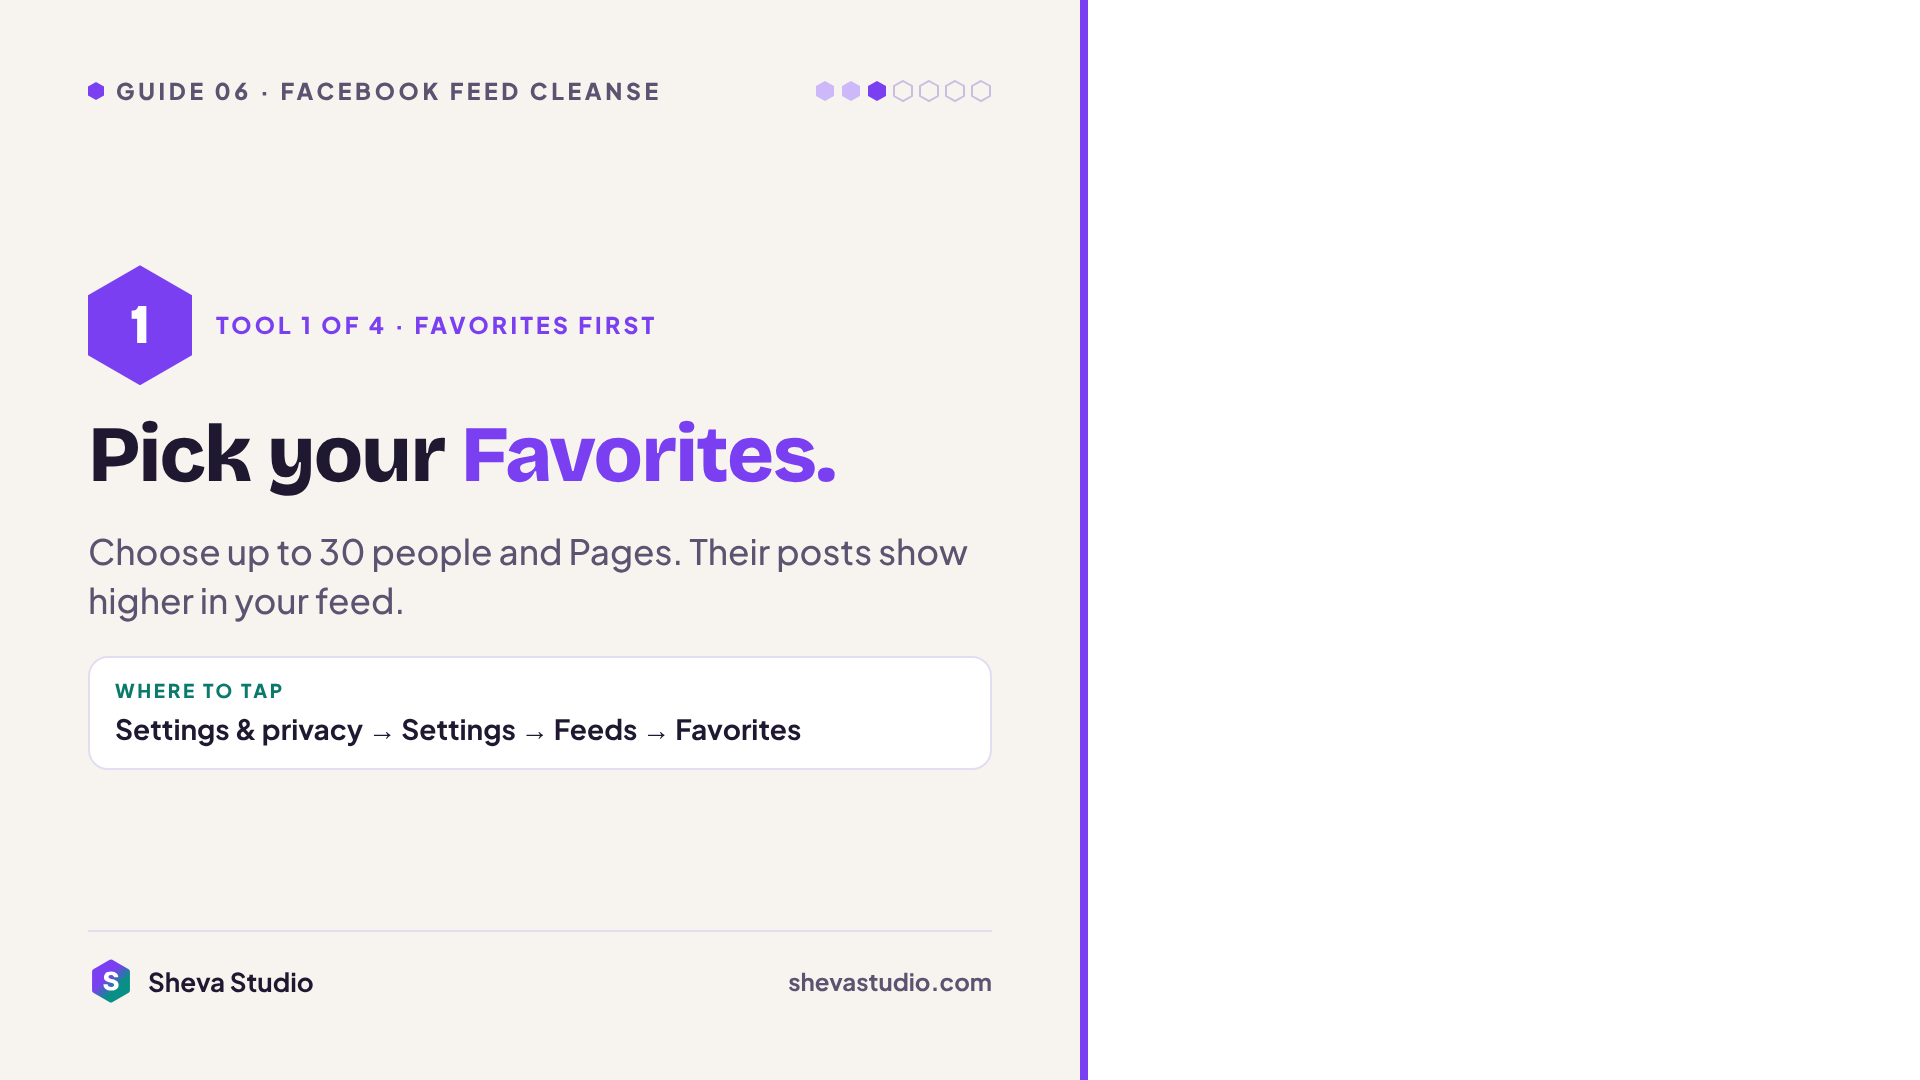 GUIDE 06 · FACEBOOK FEED CLEANSE
1
TOOL 1 OF 4 · FAVORITES FIRST
Pick your Favorites.
Choose up to 30 people and Pages. Their posts show
higher in your feed.
WHERE TO TAP
Settings & privacy → Settings → Feeds → Favorites
S
Sheva Studio
shevastudio.com